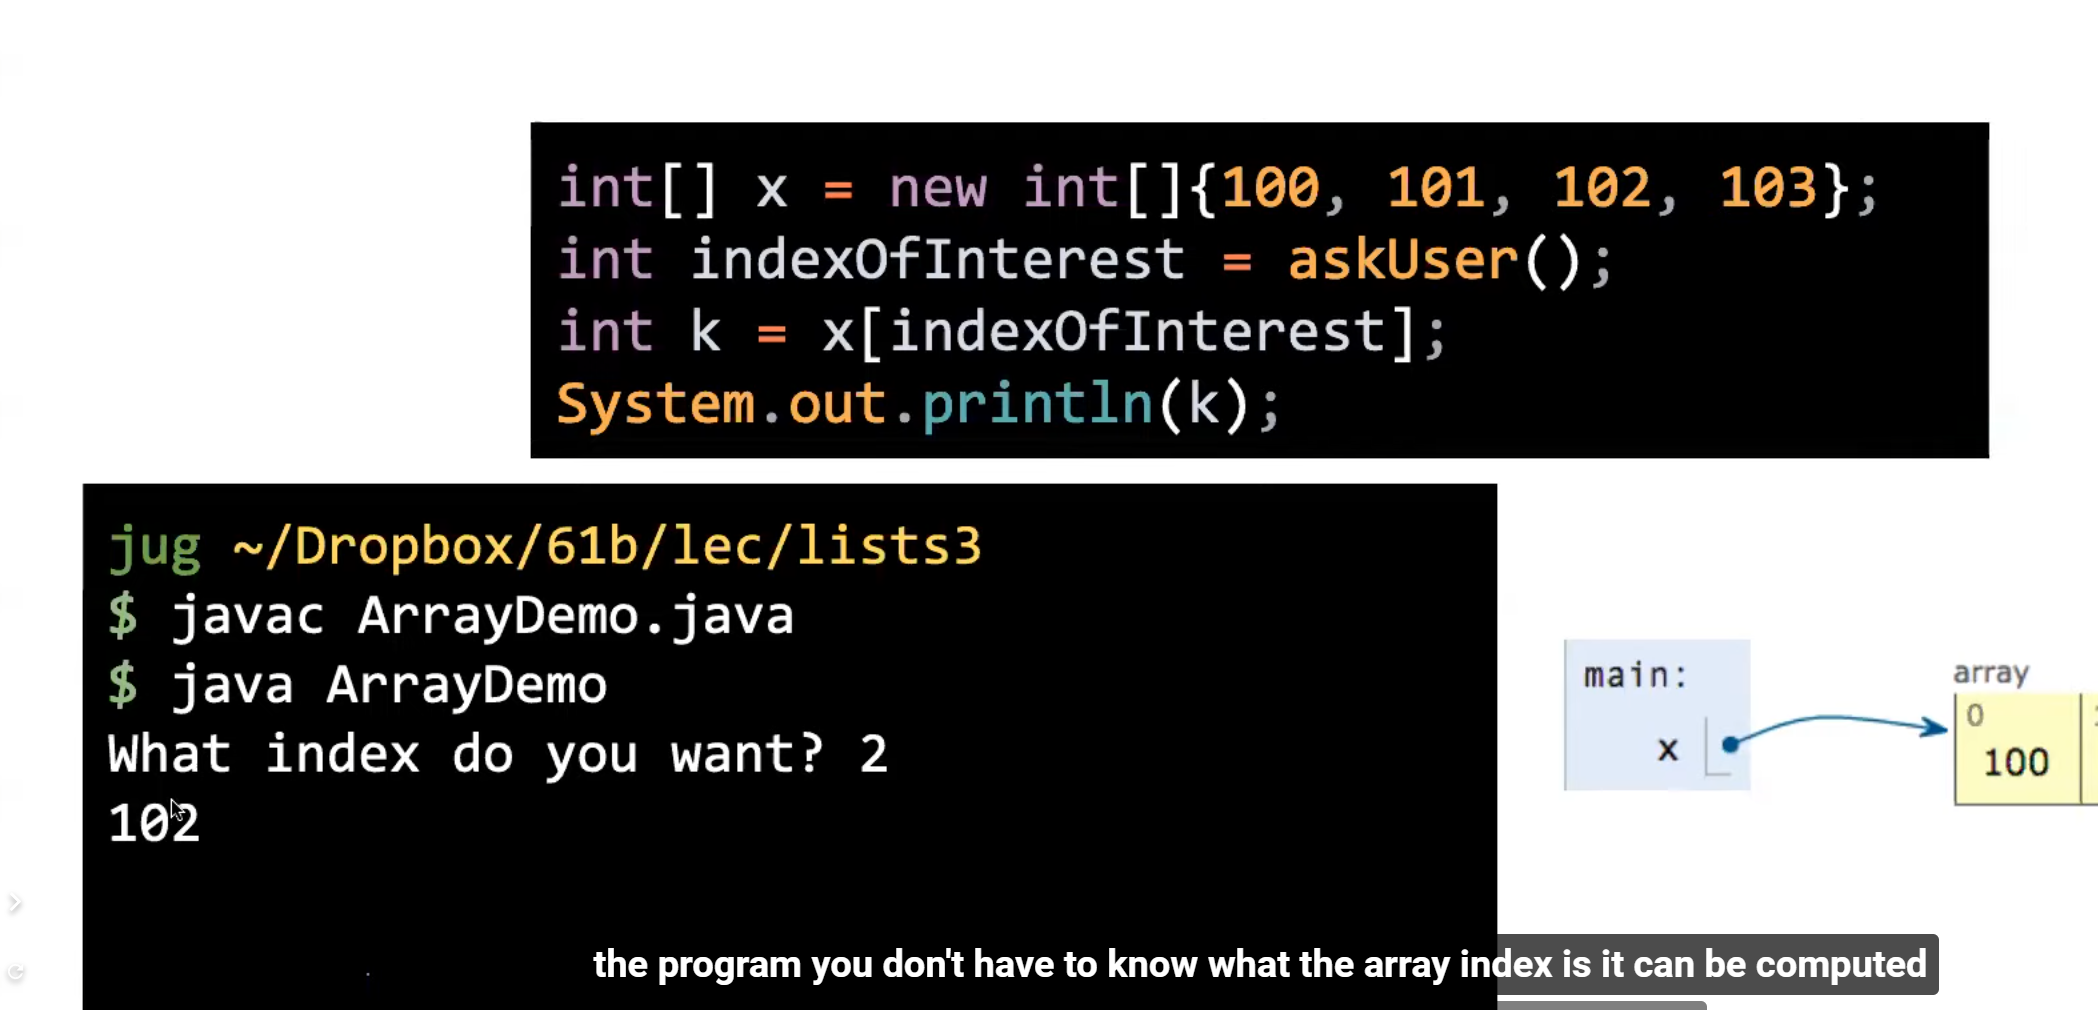 int[] x = new int[]{100, 101, 102, 103};
int indexOfInterest = askUser();
int k = x[indexOfInterest];
System.out.println(k);
jug ~/Dropbox/61b/lec/lists3
$ javac ArrayDemo.java
$ java ArrayDemo
What index do you want? 2
102
main:
x
array
0
100
the program you don't have to know what the array index is it can be computed